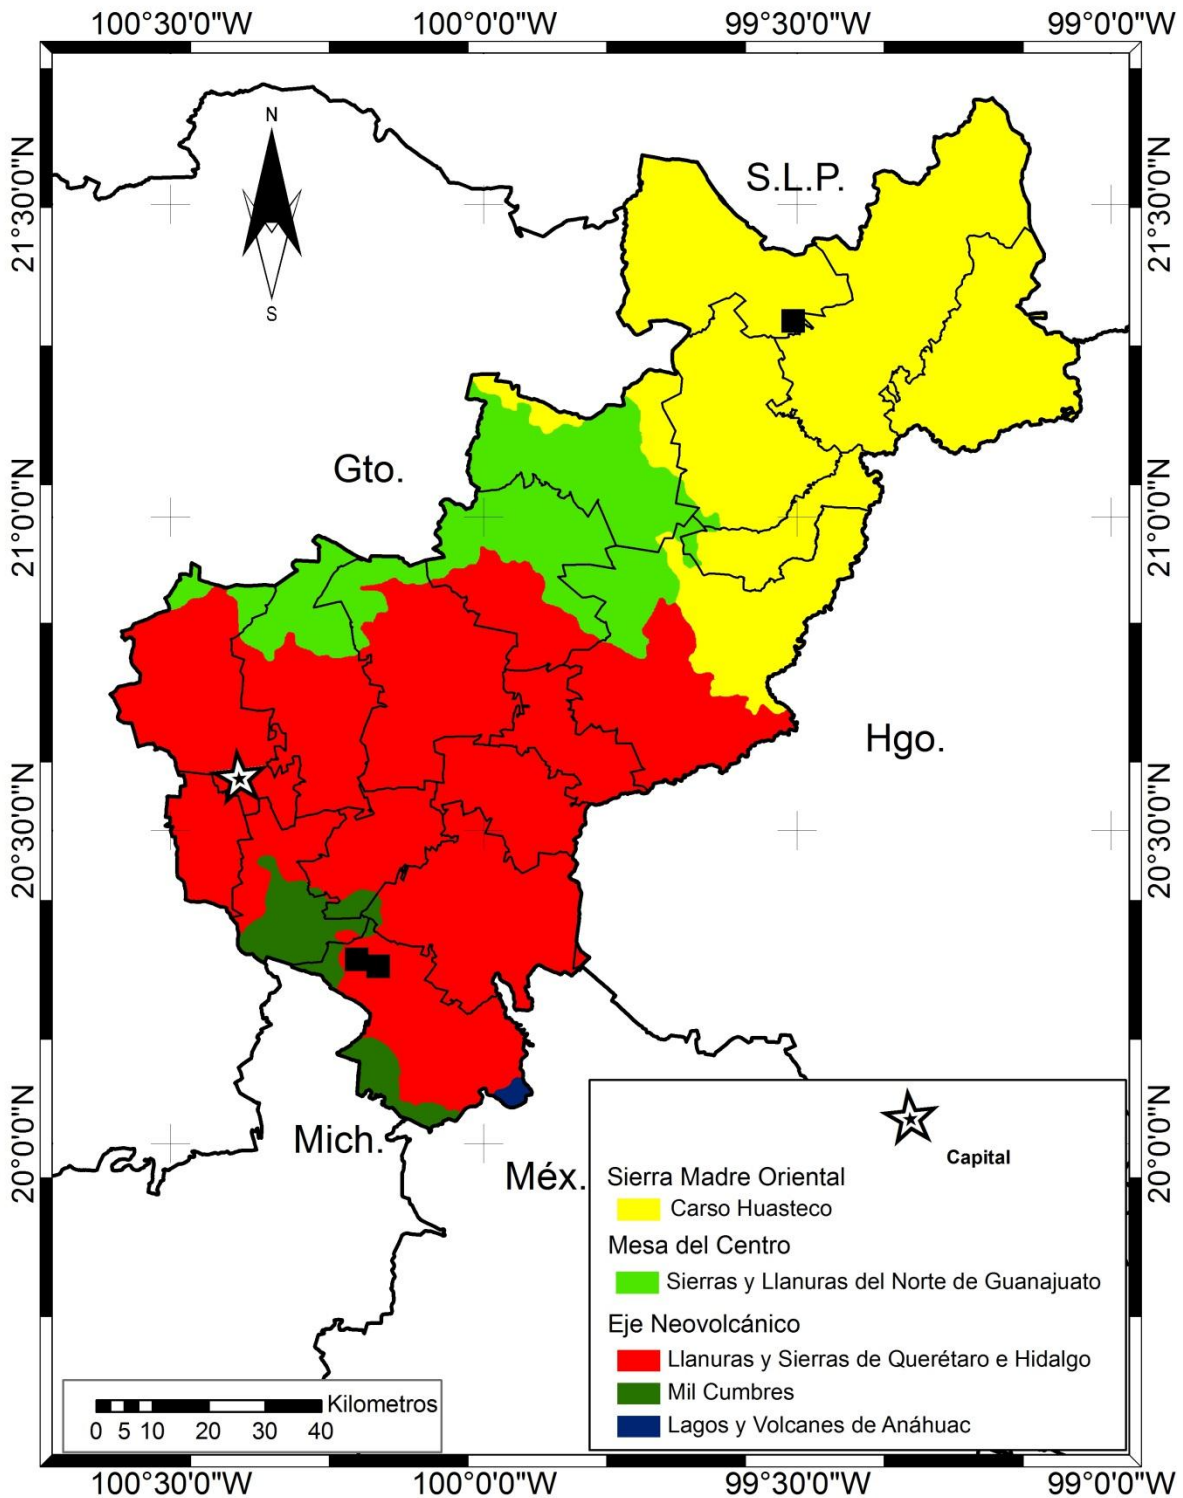 100°30'0"W 100°0'0"W 99°30'0"W 99°0'0"W
N
S
S.L.P.
21°30'0"N
21°30'0"N
Gto.
21°0'0"N
21°0'0"N
Hgo.
20°30'0"N
20°30'0"N
Mich.
Méx.
20°0'0"N
20°0'0"N
Capital
Sierra Madre Oriental
Carso Huasteco
Mesa del Centro
Sierras y Llanuras del Norte de Guanajuato
Eje Neovolcánico
Llanuras y Sierras de Querétaro e Hidalgo
Mil Cumbres
Lagos y Volcanes de Anáhuac
Kilometros
0 5 10 20 30 40
100°30'0"W 100°0'0"W 99°30'0"W 99°0'0"W